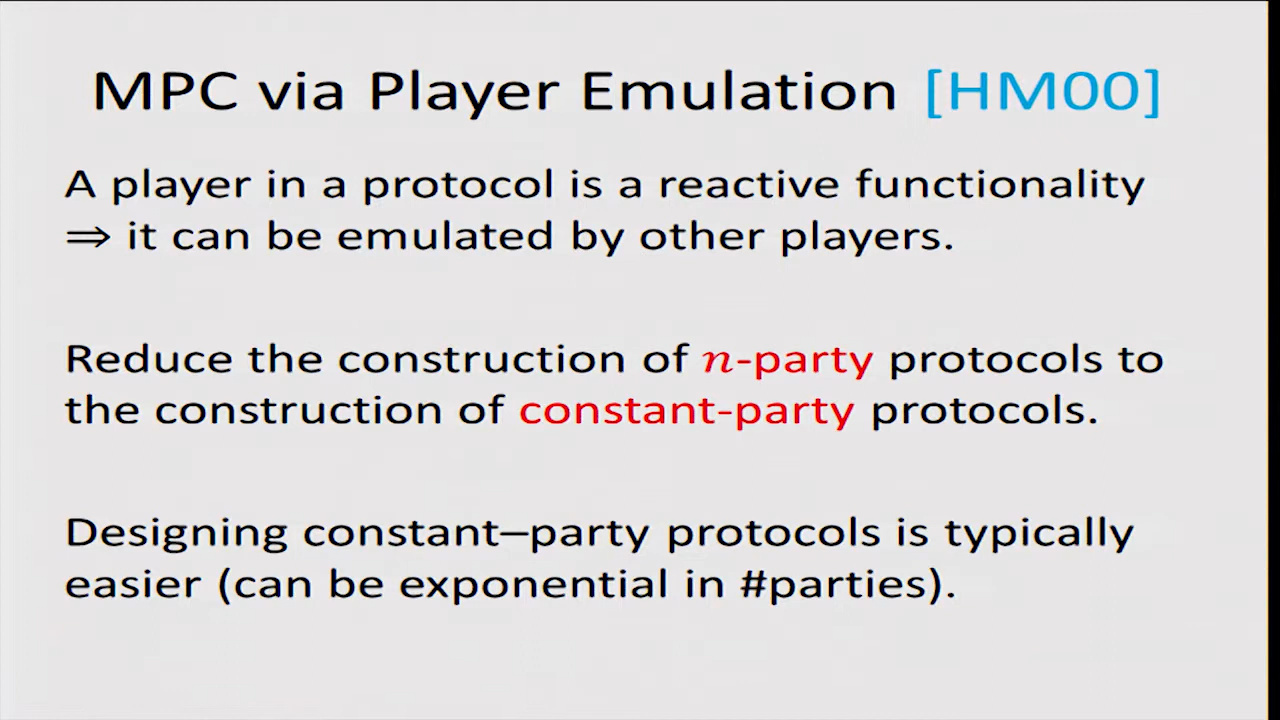 MPC via Player Emulation [HM00]
A player in a protocol is a reactive functionality
⇒ it can be emulated by other players.
Reduce the construction of n-party protocols to
the construction of constant-party protocols.
Designing constant–party protocols is typically
easier (can be exponential in #parties).